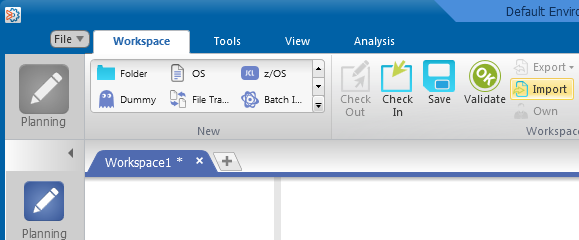 Default Enviro
File
Workspace Tools View Analysis
Folder OS z/OS
Dummy File Tra... Batch I...
New
Check Out
Check In
Save
Validate
Export
Import
Own
Workspac
Planning
Workspace1 *
Planning